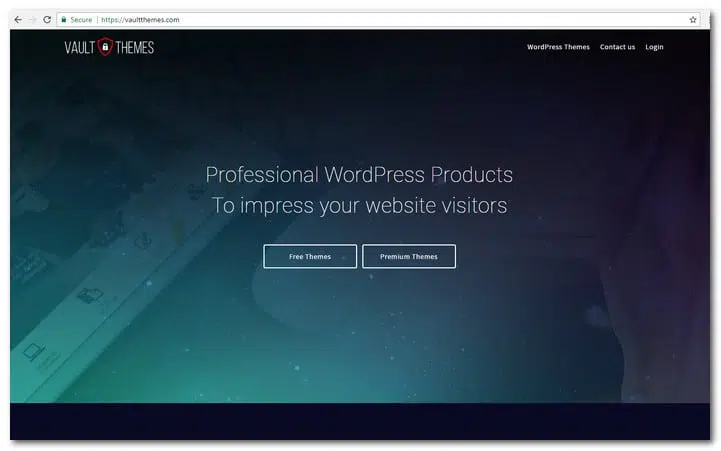 Secure | https://vaultthemes.com
VAULT THEMES
WordPress Themes Contact us Login
Professional WordPress Products
To impress your website visitors
Free Themes Premium Themes